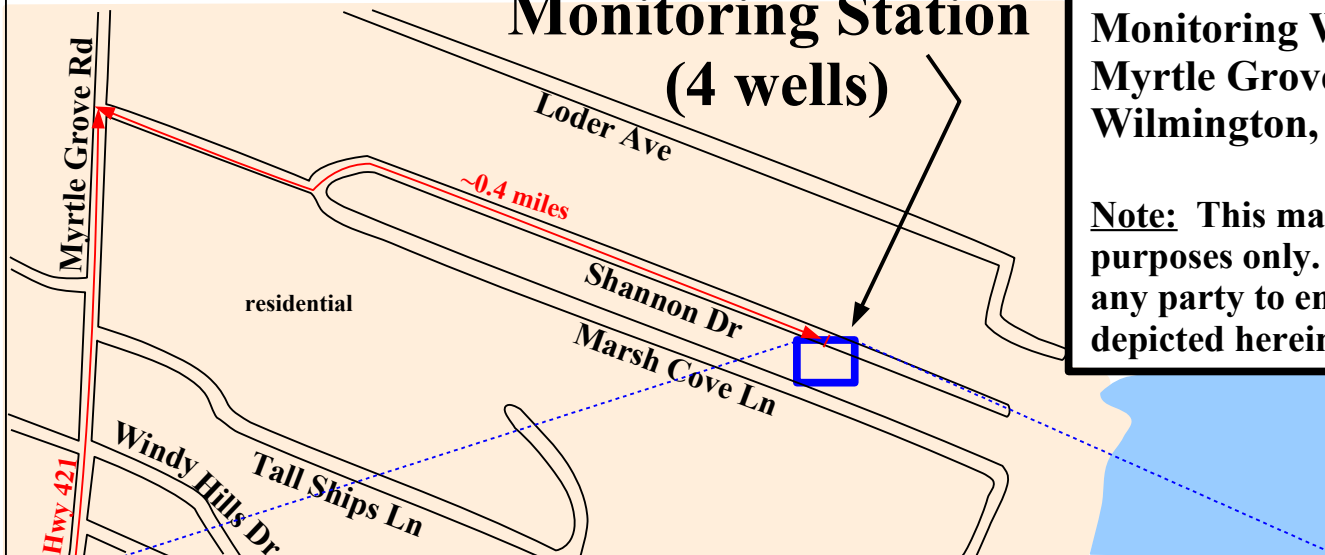 Monitoring Station
(4 wells)
Monitoring
Myrtle Grove
Wilmington,
Note: This
purposes only.
any party to
depicted herein
Loder Ave
Myrtle Grove Rd
~0.4 miles
Shannon Dr
residential
Marsh Cove Ln
Windy Hills Dr
Tall Ships Ln
Hwy 421